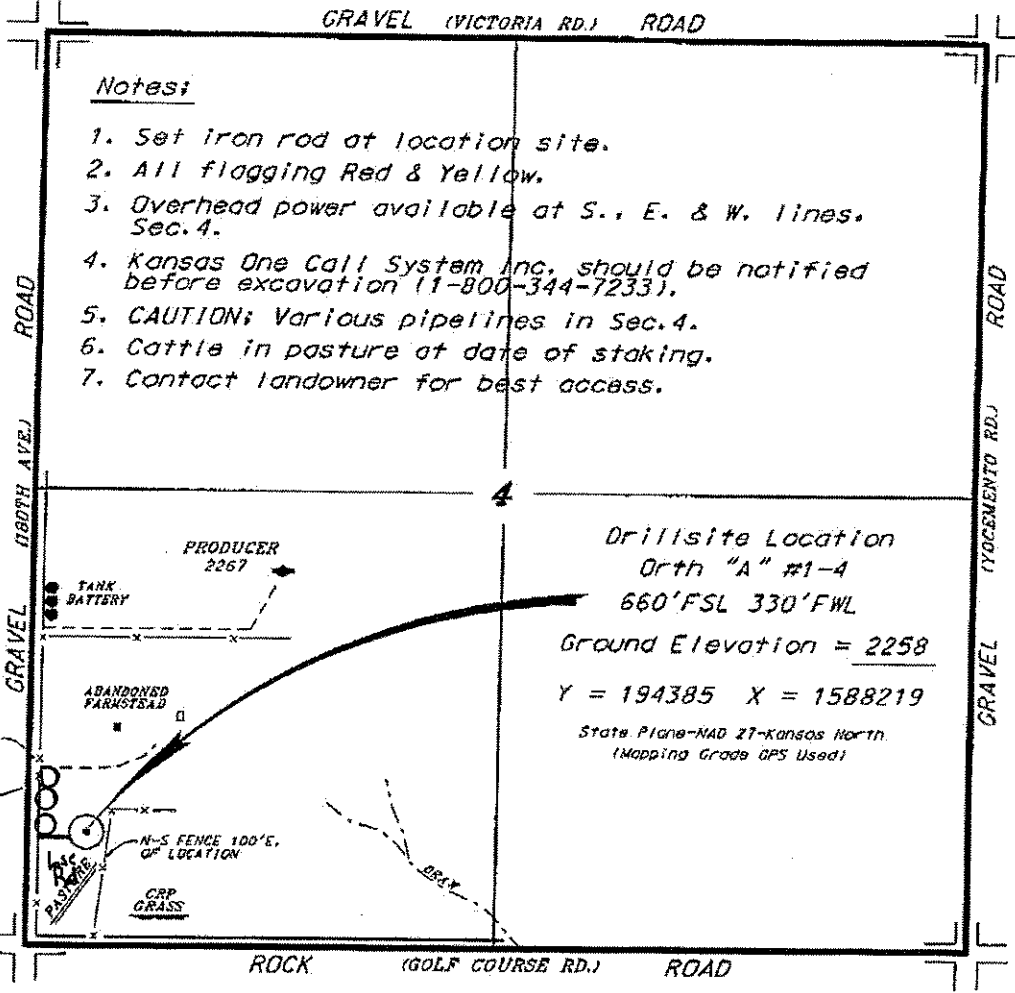 GRAVEL (VICTORIA RD.) ROAD
Notes:
1. Set iron rod at location site.
2. All flagging Red & Yellow.
3. Overhead power available at S., E. & W. lines.
Sec.4.
4. Kansas One Call System Inc. should be notified
before excavation (1-800-344-7233).
5. CAUTION: Various pipelines in Sec.4.
6. Cattle in pasture at date of staking.
7. Contact landowner for best access.
GRAVEL (180TH AVE.) ROAD
GRAVEL (YOCEMENTO RD.) ROAD
4
PRODUCER
2267
TANK
BATTERY
ABANDONED
FARMSTEAD
Drillsite Location
Orth "A" #1-4
660'FSL 330'FWL
Ground Elevation = 2258
Y = 194385 X = 1588219
State Plane-NAD 27-Kansas North
(Mapping Grade GPS Used)
N-S FENCE 100'E.
OF LOCATION
PASTURE
CRP
GRASS
DRAW
ROCK (GOLF COURSE RD.) ROAD